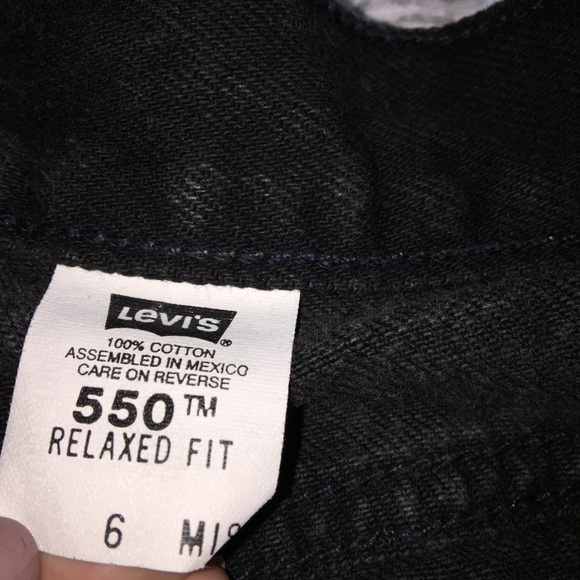 Levi's®
100% COTTON
ASSEMBLED IN MEXICO
CARE ON REVERSE
550™
RELAXED FIT
6